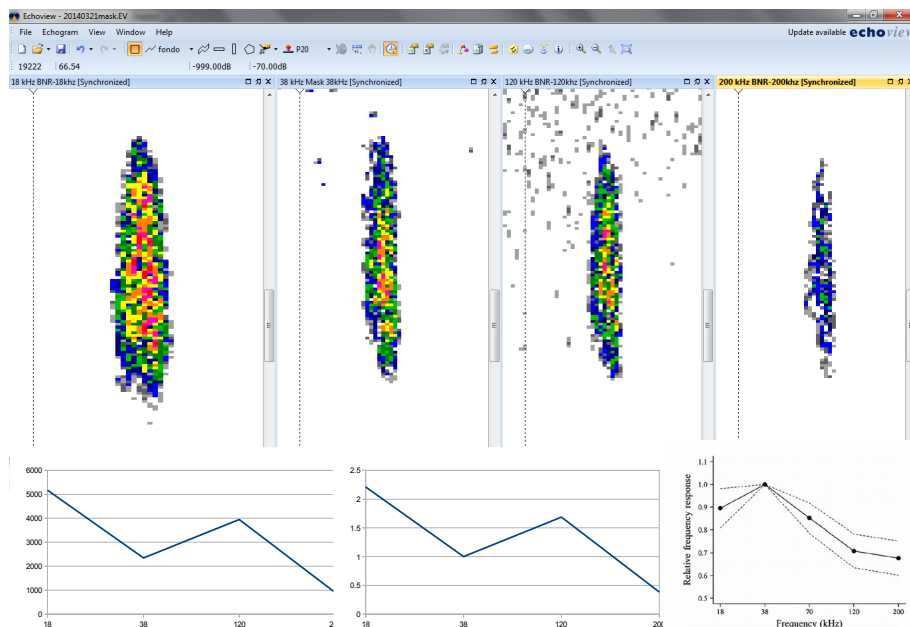 Echoview - 20140321mask.EV
File Echogram View Window Help
Update available echoview
fondo P20
19222 66.54 -999.00dB -70.00dB
18 kHz BNR-18kHz [Synchronized]
38 kHz Mask 38kHz [Synchronized]
120 kHz BNR-120khz [Synchronized]
200 kHz BNR-200khz [Synchronized]
6000
5000
4000
3000
2000
1000
0
18 38 120 2
2.5
2
1.5
1
0.5
0
18 38 120 200
Relative frequency response
1.1
1.0
0.9
0.8
0.7
0.6
0.5
18 38 70 120 200
Frequency (kHz)